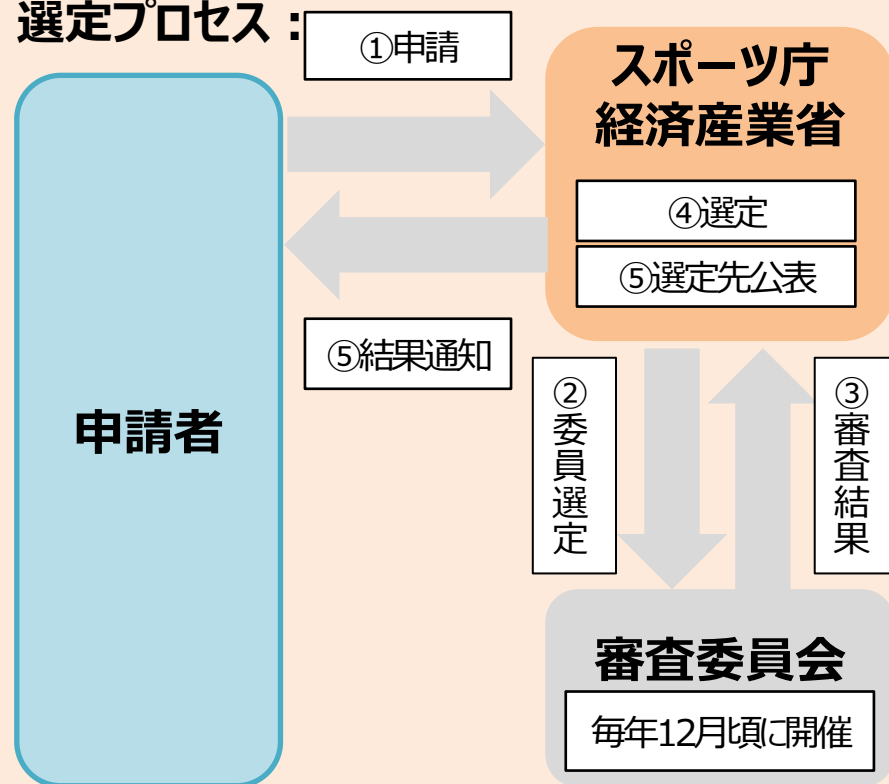 選定プロセス：
①申請
スポーツ庁
経済産業省
④選定
⑤選定先公表
⑤結果通知
申請者
②委員選定
③審査結果
審査委員会
毎年12月頃に開催